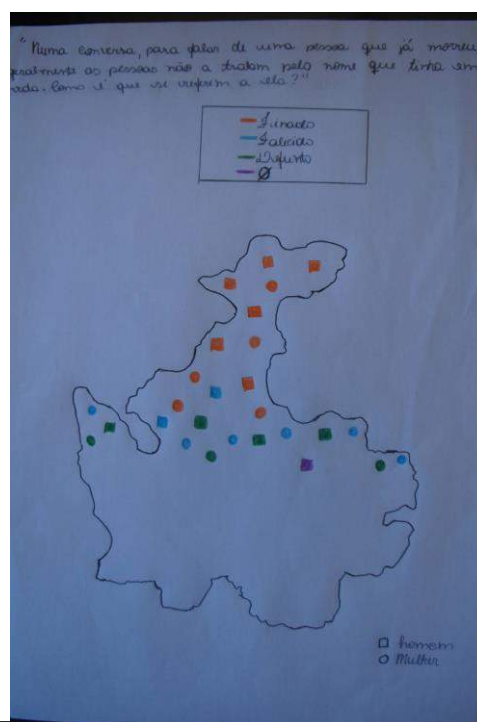 "Numa conversa, para falar de uma pessoa que já morreu
geralmente as pessoas não a tratam pelo nome que tinha em
vida. Como é que se referem a ela?"
Finado
Falecido
Defunto
Ø
homem
Mulher